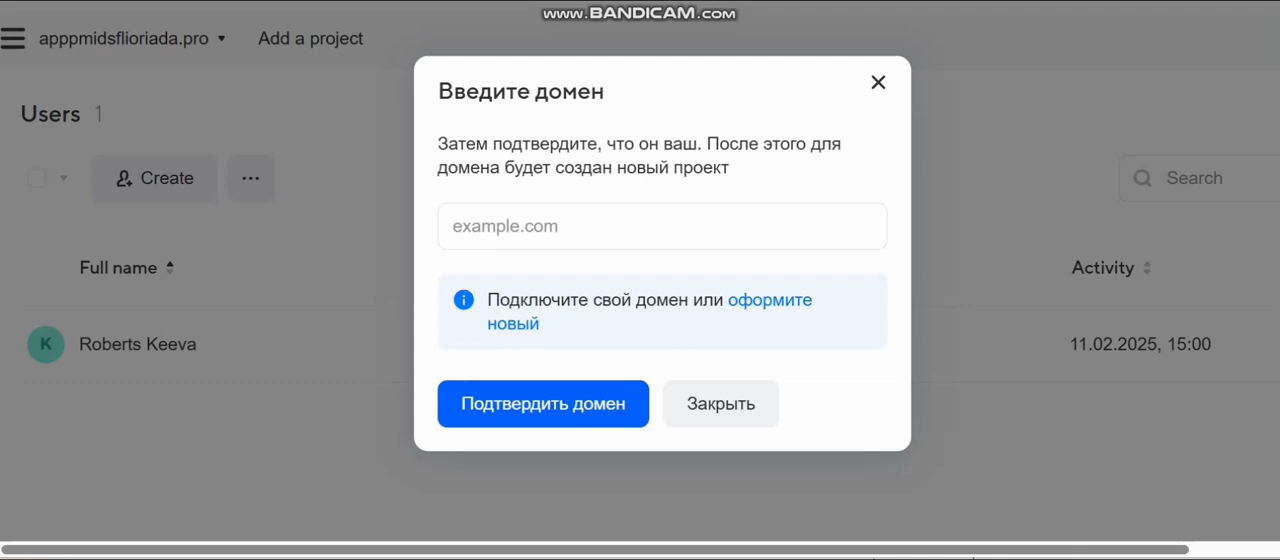 www.BANDICAM.com
apppmidsflioriada.pro
Add a project
Users 1
Create
Search
Full name
Activity
K
Roberts Keeva
11.02.2025, 15:00
Введите домен
Затем подтвердите, что он ваш. После этого для
домена будет создан новый проект
example.com
Подключите свой домен или оформите
новый
Подтвердить домен
Закрыть